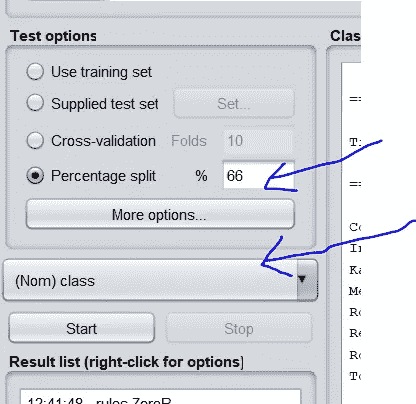 Test options
Clas
Use training set
Supplied test set Set...
Cross-validation Folds 10
Percentage split % 66
More options...
(Nom) class
Start Stop
Result list (right-click for options)
12:41:48 - rules.ZeroR
==
Ti
==
Co
In
Ka
Me
Ro
Re
Ro
To